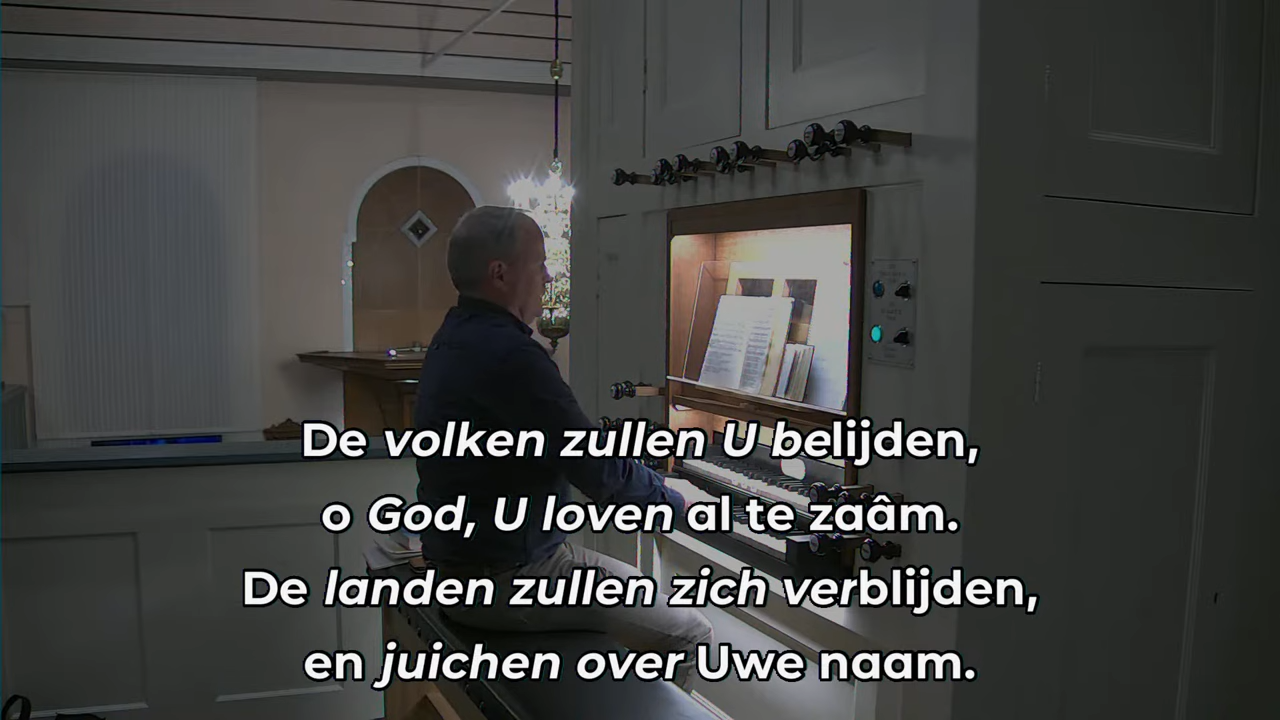 De volken zullen U belijden,
o God, U loven al te zaâm.
De landen zullen zich verblijden,
en juichen over Uwe naam.